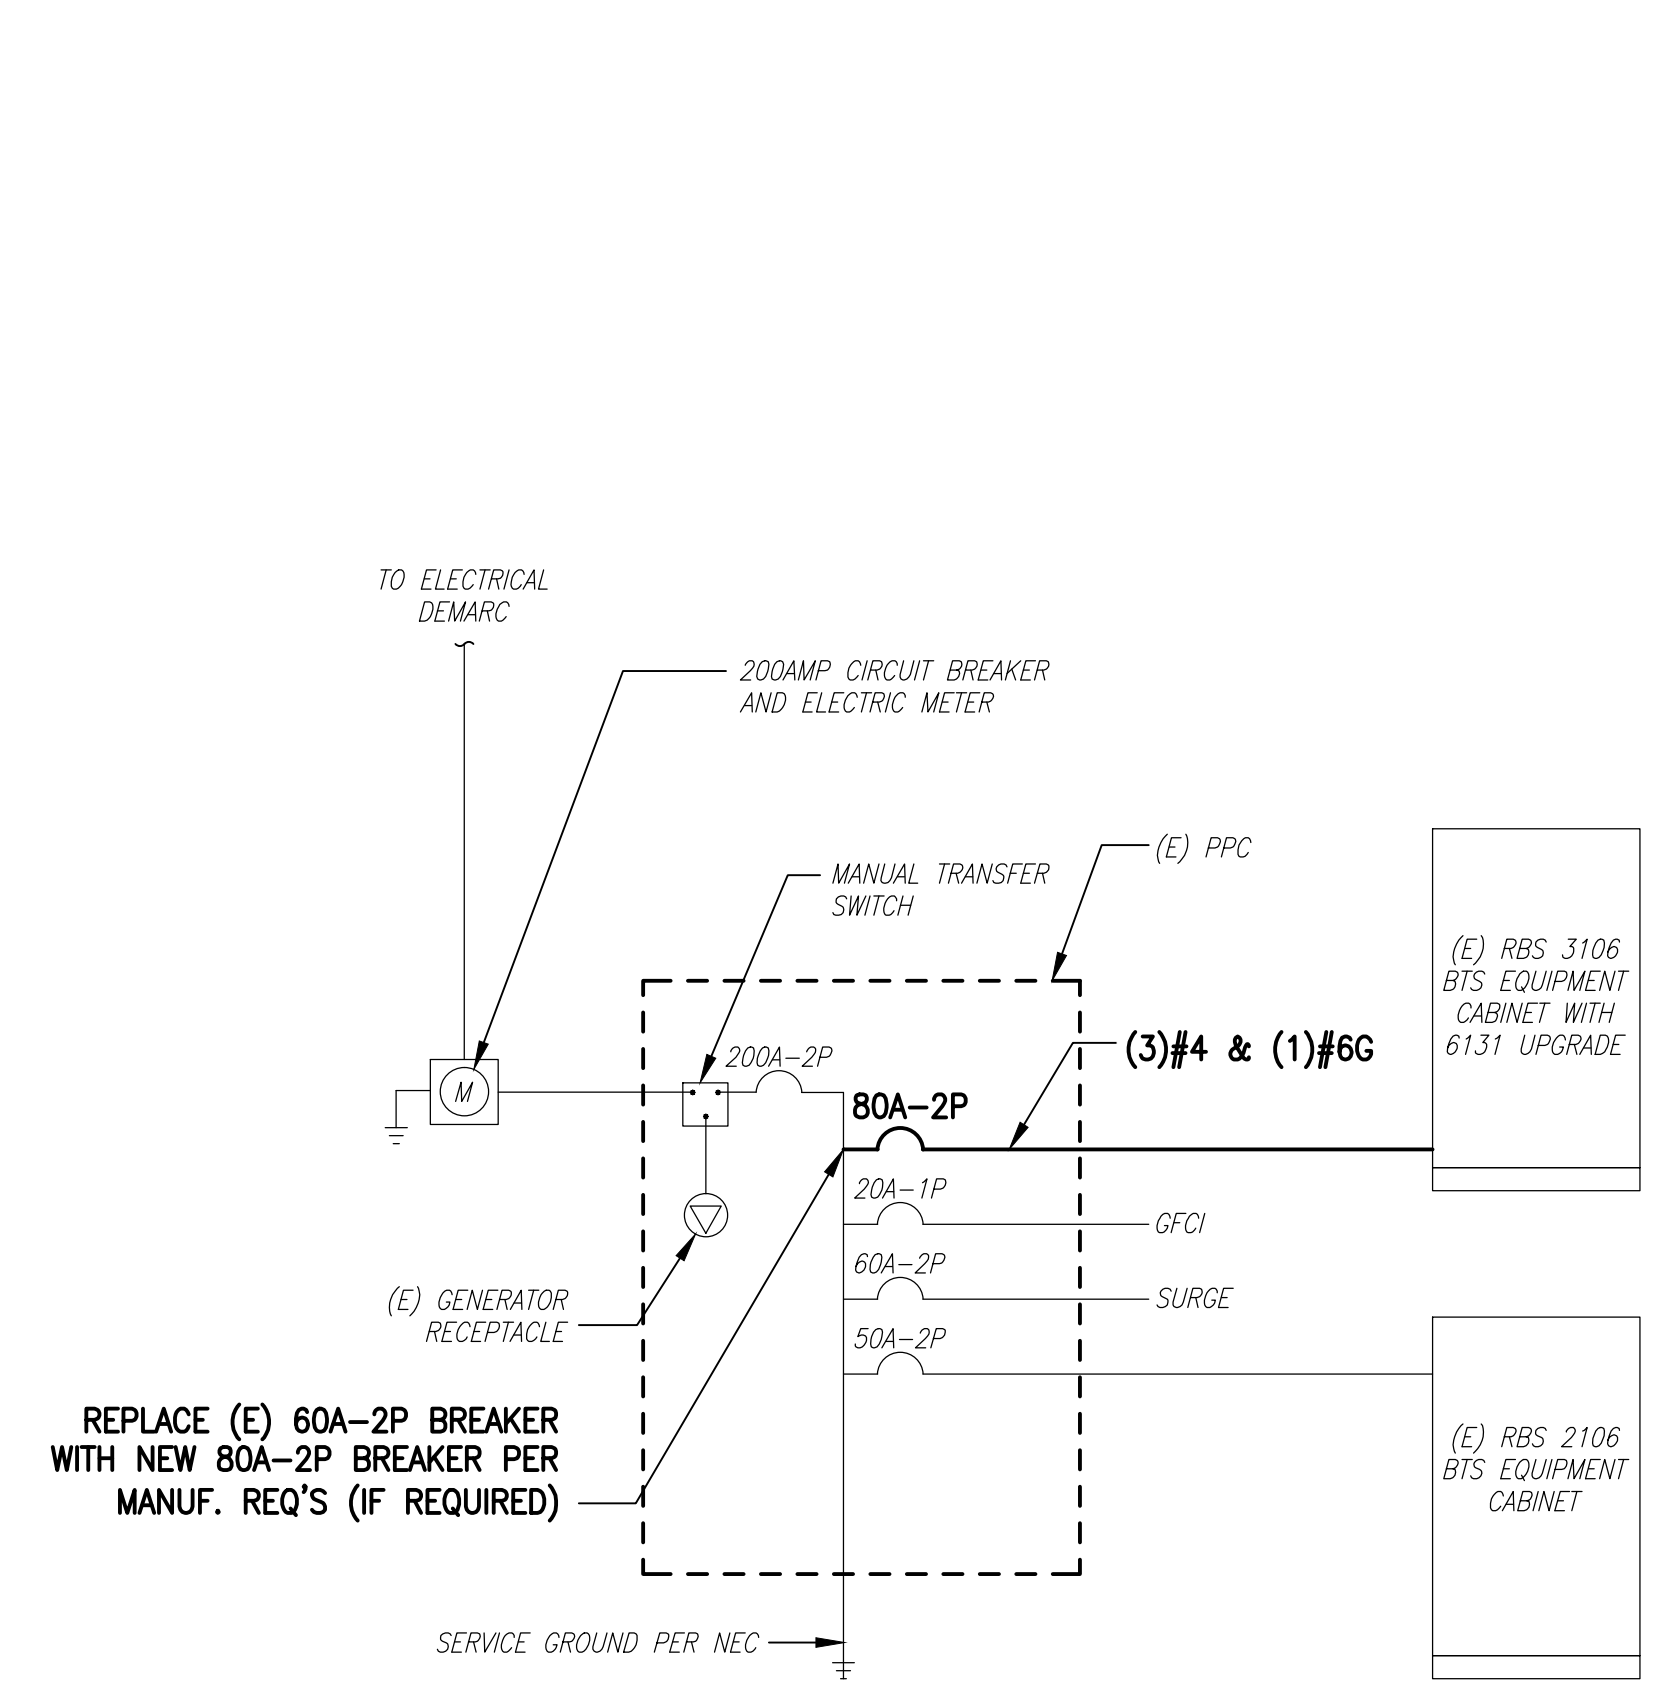 TO ELECTRICAL
DEMARC
200AMP CIRCUIT BREAKER
AND ELECTRIC METER
(E) PPC
MANUAL TRANSFER
SWITCH
(E) RBS 3106
BTS EQUIPMENT
CABINET WITH
6131 UPGRADE
200A-2P
(3)#4 & (1)#6G
M
80A-2P
20A-1P
GFCI
60A-2P
SURGE
(E) GENERATOR
RECEPTACLE
50A-2P
REPLACE (E) 60A-2P BREAKER
WITH NEW 80A-2P BREAKER PER
MANUF. REQ'S (IF REQUIRED)
(E) RBS 2106
BTS EQUIPMENT
CABINET
SERVICE GROUND PER NEC